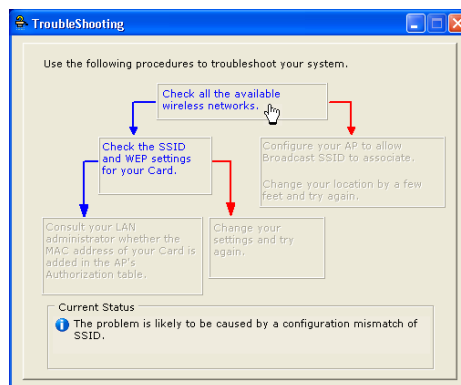 TroubleShooting
Use the following procedures to troubleshoot your system.
Check all the available
wireless networks.
Check the SSID
and WEP settings
for your Card.
Configure your AP to allow
Broadcast SSID to associate.
Change your location by a few
feet and try again.
Consult your LAN
administrator whether the
MAC address of your Card is
added in the AP's
Authorization table.
Change your
settings and try
again.
Current Status
The problem is likely to be caused by a configuration mismatch of
SSID.